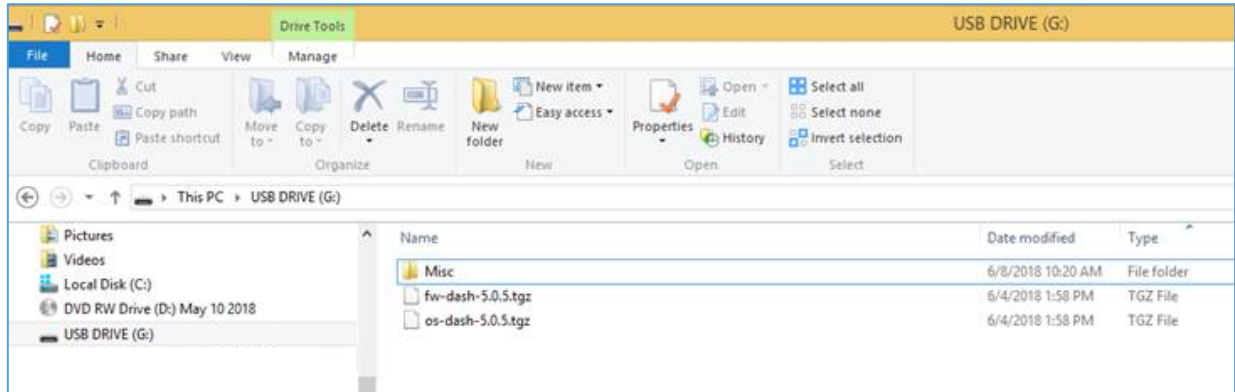 Drive Tools USB DRIVE (G:)
File Home Share View Manage
Copy
Paste
Cut
Copy path
Paste shortcut
Clipboard
Move to
Copy to
Delete
Rename
Organize
New folder
New item
Easy access
New
Properties
Open
Edit
History
Open
Select all
Select none
Invert selection
Select
This PC USB DRIVE (G:)
Pictures
Videos
Local Disk (C:)
DVD RW Drive (D:) May 10 2018
USB DRIVE (G:)
Name Date modified Type
Misc 6/8/2018 10:20 AM File folder
fw-dash-5.0.5.tgz 6/4/2018 1:58 PM TGZ File
os-dash-5.0.5.tgz 6/4/2018 1:58 PM TGZ File